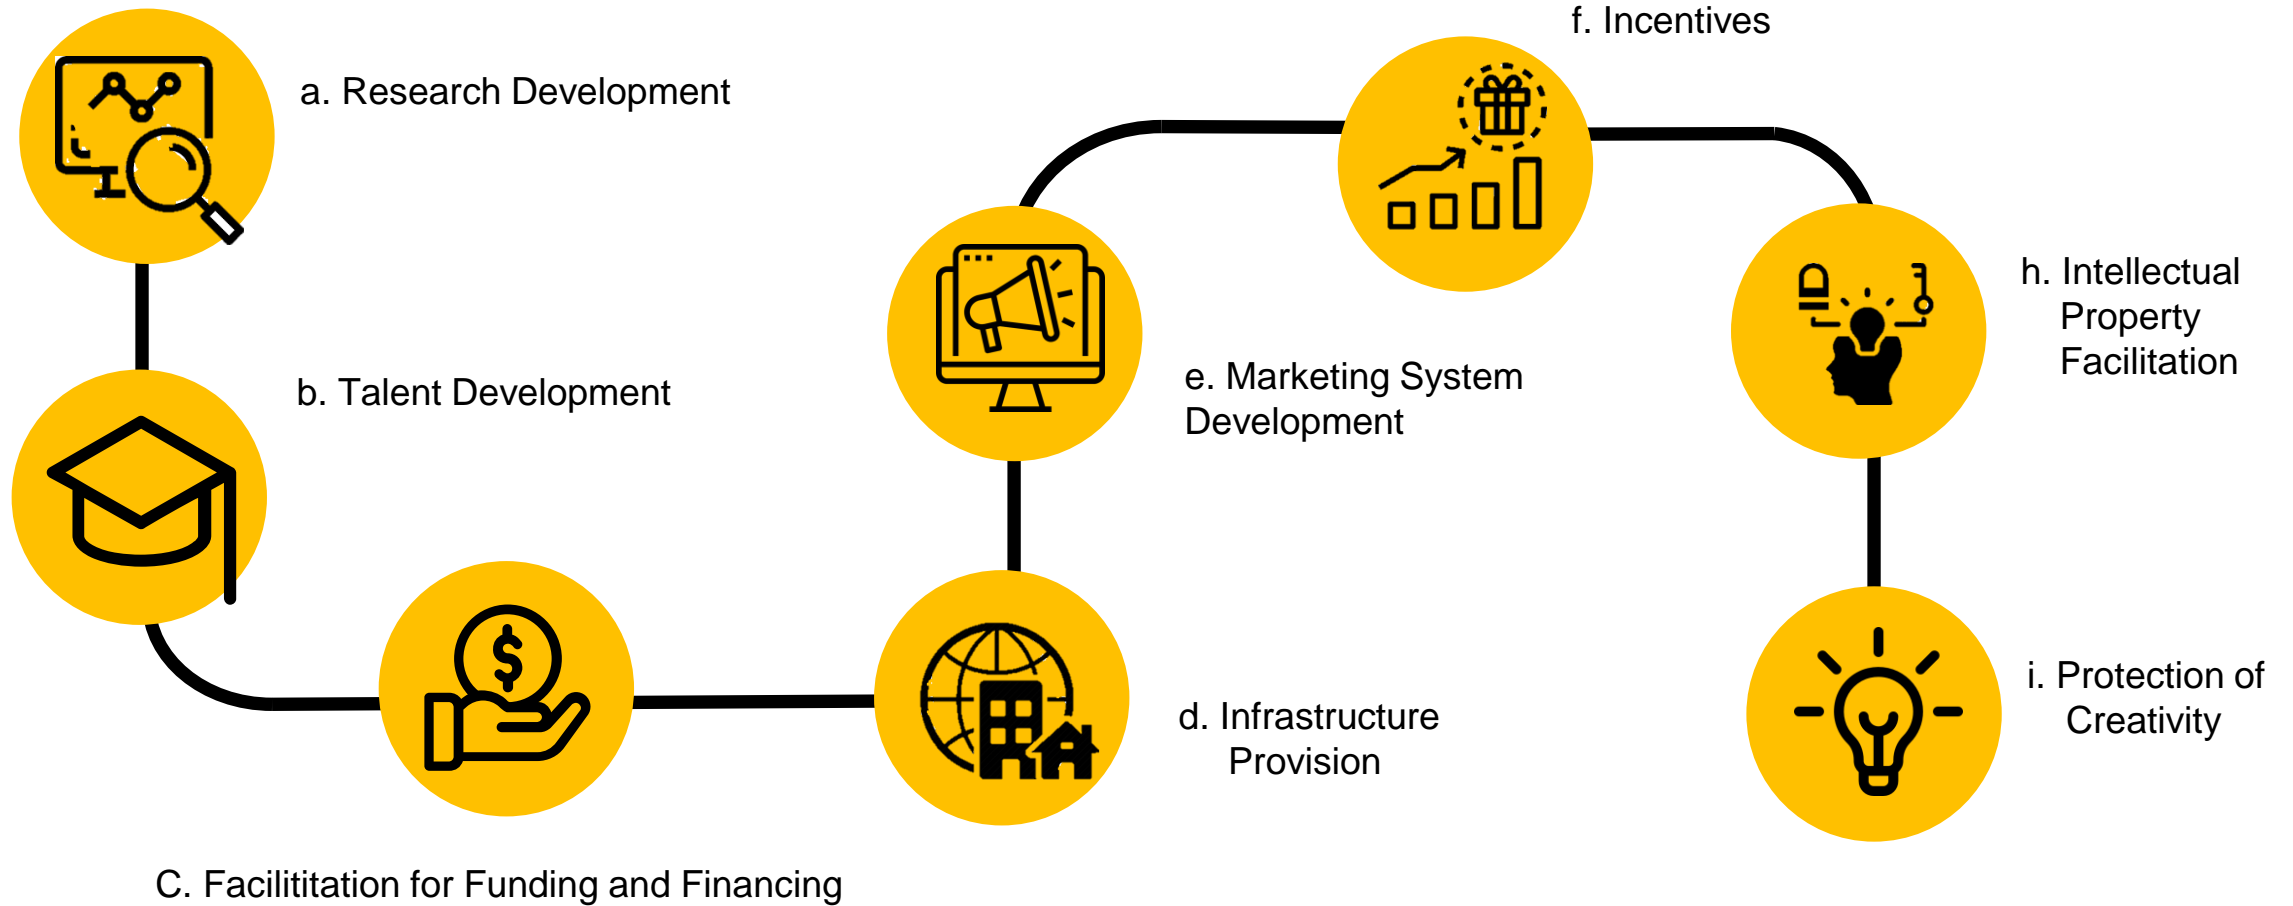 a. Research Development
b. Talent Development
C. Facilititation for Funding and Financing
d. Infrastructure
Provision
e. Marketing System
Development
f. Incentives
h. Intellectual
Property
Facilitation
i. Protection of
Creativity